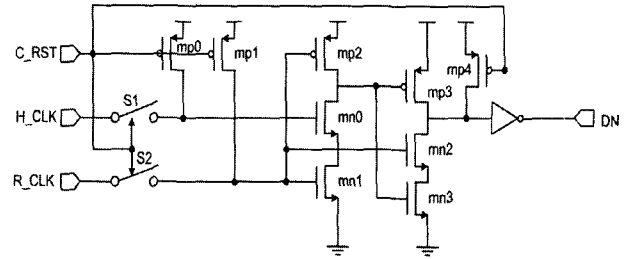 C_RST
mp0
mp1
mp2
mp3
mp4
H_CLK
S1
mn0
DN
S2
mn2
R_CLK
mn1
mn3